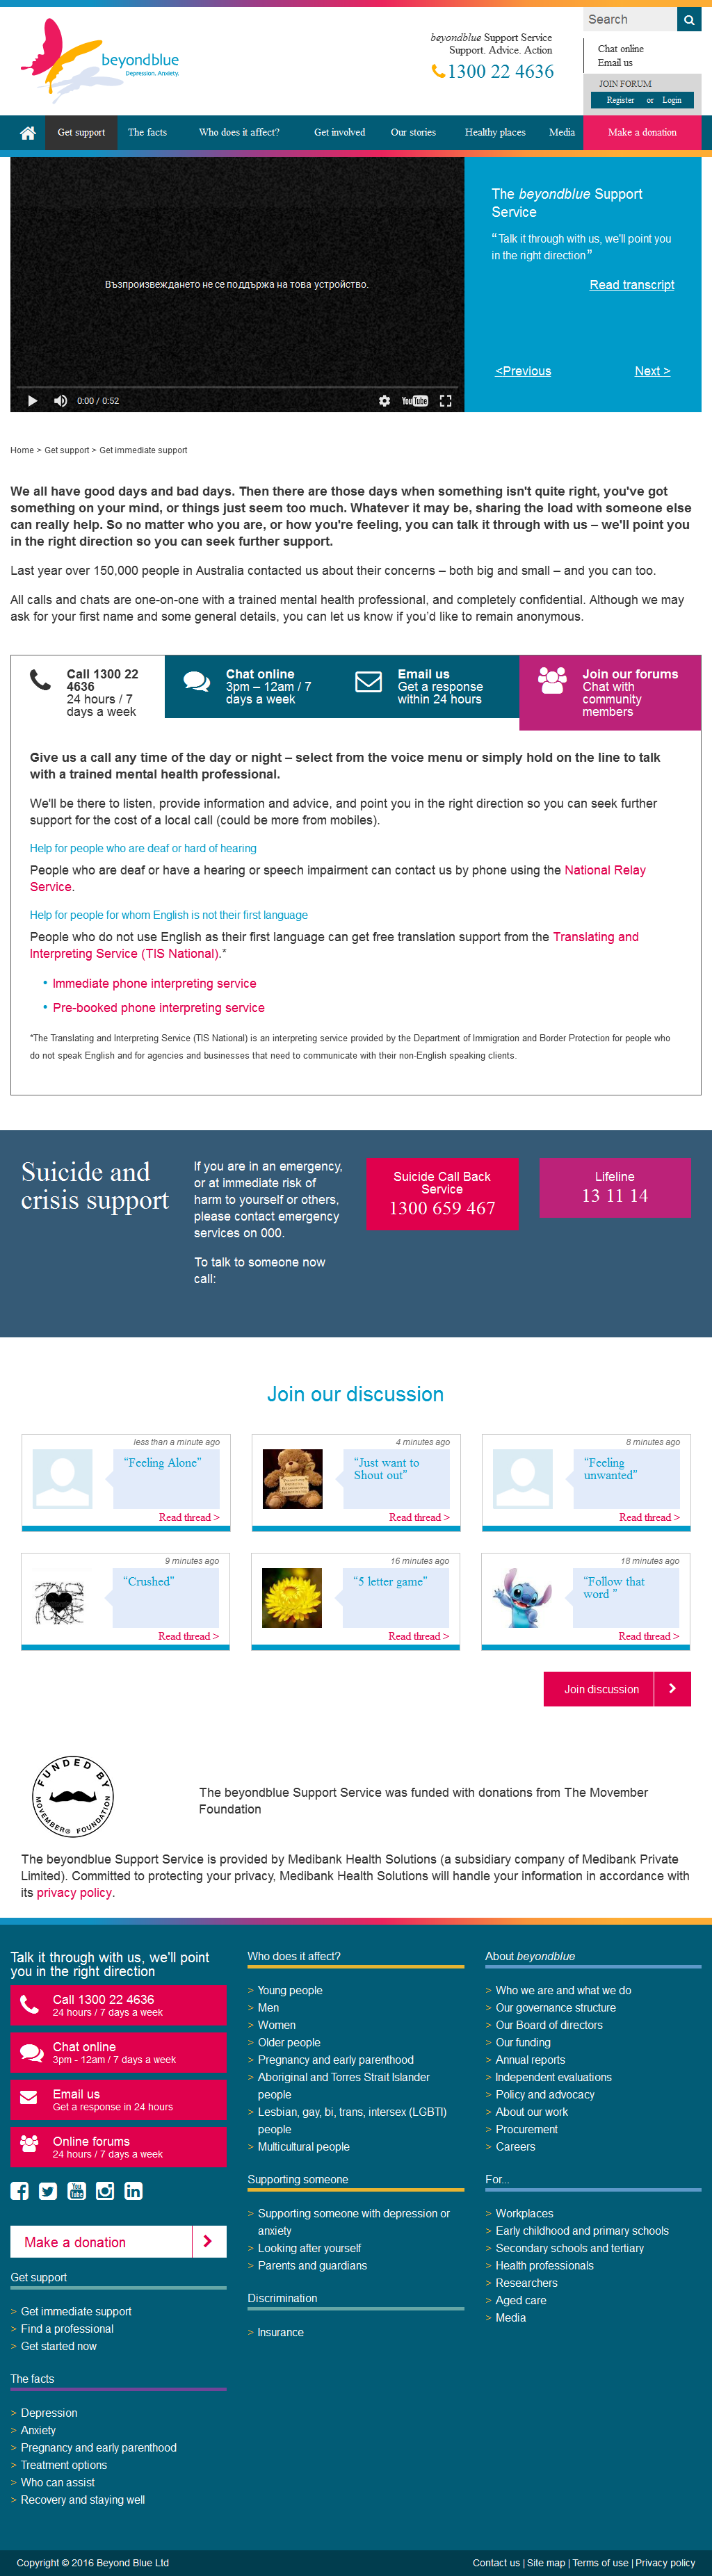 beyondblue
Depression. Anxiety.
beyondblue Support Service
Support. Advice. Action
1300 22 4636
Search
Chat online
Email us
JOIN FORUM
Register or Login
Get support
The facts
Who does it affect?
Get involved
Our stories
Healthy places
Media
Make a donation
Възпроизвеждането не се поддържа на това устройство.
0:00 / 0:52
YouTube
The beyondblue Support
Service
“Talk it through with us, we'll point you
in the right direction”
Read transcript
<Previous
Next >
Home > Get support > Get immediate support
We all have good days and bad days. Then there are those days when something isn't quite right, you've got
something on your mind, or things just seem too much. Whatever it may be, sharing the load with someone else
can really help. So no matter who you are, or how you're feeling, you can talk it through with us – we'll point you
in the right direction so you can seek further support.
Last year over 150,000 people in Australia contacted us about their concerns – both big and small – and you can too.
All calls and chats are one-on-one with a trained mental health professional, and completely confidential. Although we may
ask for your first name and some general details, you can let us know if you’d like to remain anonymous.
Call 1300 22
4636
24 hours / 7
days a week
Chat online
3pm – 12am / 7
days a week
Email us
Get a response
within 24 hours
Join our forums
Chat with
community
members
Give us a call any time of the day or night – select from the voice menu or simply hold on the line to talk
with a trained mental health professional.
We'll be there to listen, provide information and advice, and point you in the right direction so you can seek further
support for the cost of a local call (could be more from mobiles).
Help for people who are deaf or hard of hearing
People who are deaf or have a hearing or speech impairment can contact us by phone using the National Relay
Service.
Help for people for whom English is not their first language
People who do not use English as their first language can get free translation support from the Translating and
Interpreting Service (TIS National).*
• Immediate phone interpreting service
• Pre-booked phone interpreting service
*The Translating and Interpreting Service (TIS National) is an interpreting service provided by the Department of Immigration and Border Protection for people who
do not speak English and for agencies and businesses that need to communicate with their non-English speaking clients.
Suicide and
crisis support
If you are in an emergency,
or at immediate risk of
harm to yourself or others,
please contact emergency
services on 000.
To talk to someone now
call:
Suicide Call Back
Service
1300 659 467
Lifeline
13 11 14
Join our discussion
less than a minute ago
“Feeling Alone”
Read thread >
4 minutes ago
“Just want to
Shout out”
Read thread >
8 minutes ago
“Feeling
unwanted”
Read thread >
9 minutes ago
“Crushed”
Read thread >
16 minutes ago
“5 letter game”
Read thread >
18 minutes ago
“Follow that
word ”
Read thread >
Join discussion
FUNDED BY
MOVEMBER® FOUNDATION
The beyondblue Support Service was funded with donations from The Movember
Foundation
The beyondblue Support Service is provided by Medibank Health Solutions (a subsidiary company of Medibank Private
Limited). Committed to protecting your privacy, Medibank Health Solutions will handle your information in accordance with
its privacy policy.
Talk it through with us, we'll point
you in the right direction
Call 1300 22 4636
24 hours / 7 days a week
Chat online
3pm - 12am / 7 days a week
Email us
Get a response in 24 hours
Online forums
24 hours / 7 days a week
You Tube
Make a donation
Get support
> Get immediate support
> Find a professional
> Get started now
The facts
> Depression
> Anxiety
> Pregnancy and early parenthood
> Treatment options
> Who can assist
> Recovery and staying well
Who does it affect?
> Young people
> Men
> Women
> Older people
> Pregnancy and early parenthood
> Aboriginal and Torres Strait Islander
people
> Lesbian, gay, bi, trans, intersex (LGBTI)
people
> Multicultural people
Supporting someone
> Supporting someone with depression or
anxiety
> Looking after yourself
> Parents and guardians
Discrimination
> Insurance
About beyondblue
> Who we are and what we do
> Our governance structure
> Our Board of directors
> Our funding
> Annual reports
> Independent evaluations
> Policy and advocacy
> About our work
> Procurement
> Careers
For...
> Workplaces
> Early childhood and primary schools
> Secondary schools and tertiary
> Health professionals
> Researchers
> Aged care
> Media
Copyright © 2016 Beyond Blue Ltd
Contact us | Site map | Terms of use | Privacy policy